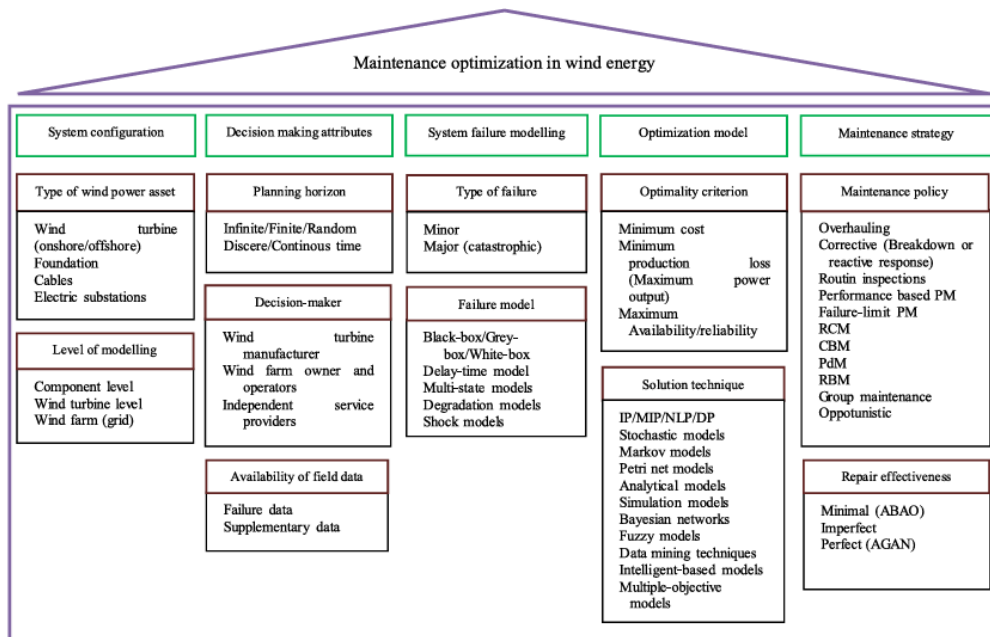 Maintenance optimization in wind energy
System configuration
Type of wind power asset
Wind turbine
(onshore/offshore)
Foundation
Cables
Electric substations
Level of modelling
Component level
Wind turbine level
Wind farm (grid)
Decision making attributes
Planning horizon
Infinite/Finite/Random
Discere/Continous time
Decision-maker
Wind turbine
manufacturer
Wind farm owner and
operators
Independent service
providers
Availability of field data
Failure data
Supplementary data
System failure modelling
Type of failure
Minor
Major (catastrophic)
Failure model
Black-box/Grey-
box/White-box
Delay-time model
Multi-state models
Degradation models
Shock models
Optimization model
Optimality criterion
Minimum cost
Minimum
production loss
(Maximum power
output)
Maximum
Availability/reliability
Solution technique
IP/MIP/NLP/DP
Stochastic models
Markov models
Petri net models
Analytical models
Simulation models
Bayesian networks
Fuzzy models
Data mining techniques
Intelligent-based models
Multiple-objective
models
Maintenance strategy
Maintenance policy
Overhauling
Corrective (Breakdown or
reactive response)
Routin inspections
Performance based PM
Failure-limit PM
RCM
CBM
PdM
RBM
Group maintenance
Oppotunistic
Repair effectiveness
Minimal (ABAO)
Imperfect
Perfect (AGAN)